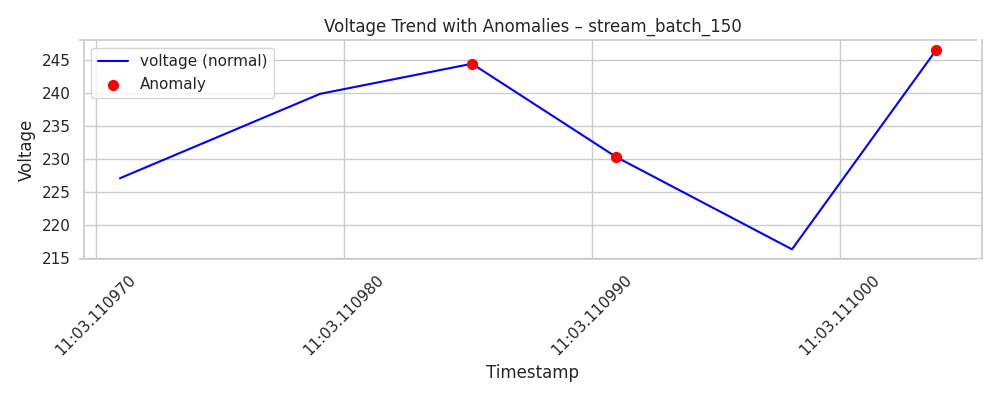 Voltage Trend with Anomalies – stream_batch_150
voltage (normal)
Anomaly
Voltage
245
240
235
230
225
220
215
11:03.110970
11:03.110980
11:03.110990
11:03.111000
Timestamp